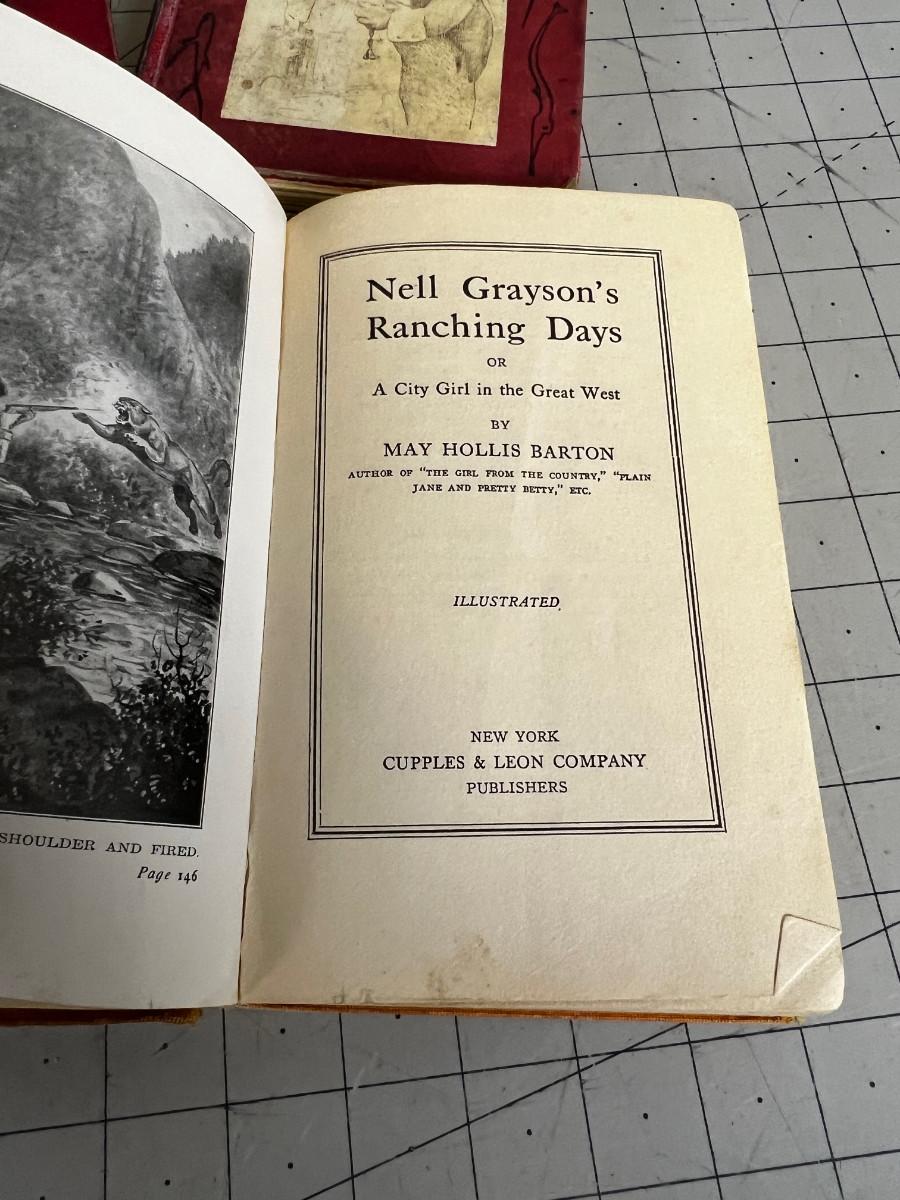 SHOULDER AND FIRED.
Page 146
Nell Grayson's
Ranching Days
OR
A City Girl in the Great West
BY
MAY HOLLIS BARTON
AUTHOR OF "THE GIRL FROM THE COUNTRY," "PLAIN
JANE AND PRETTY BETTY," ETC.
ILLUSTRATED
NEW YORK
CUPPLES & LEON COMPANY
PUBLISHERS